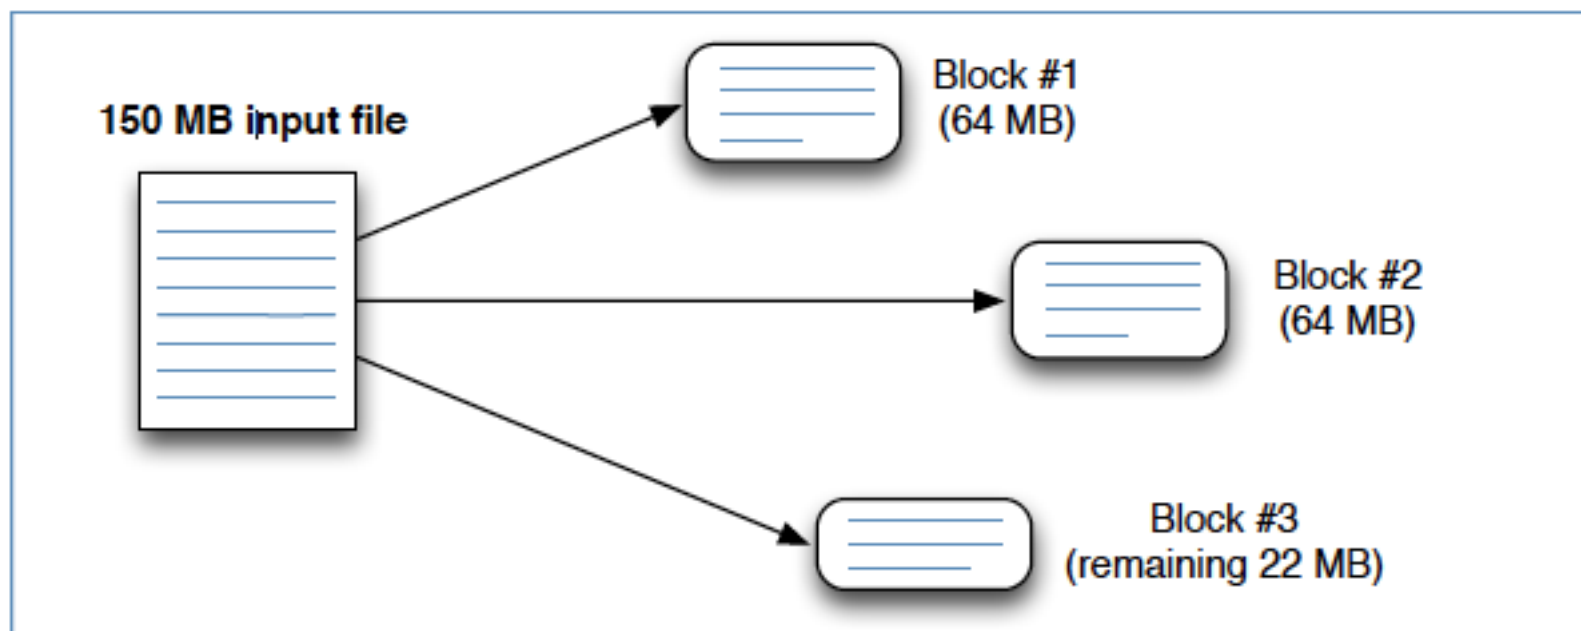 150 MB input file
Block #1
(64 MB)
Block #2
(64 MB)
Block #3
(remaining 22 MB)